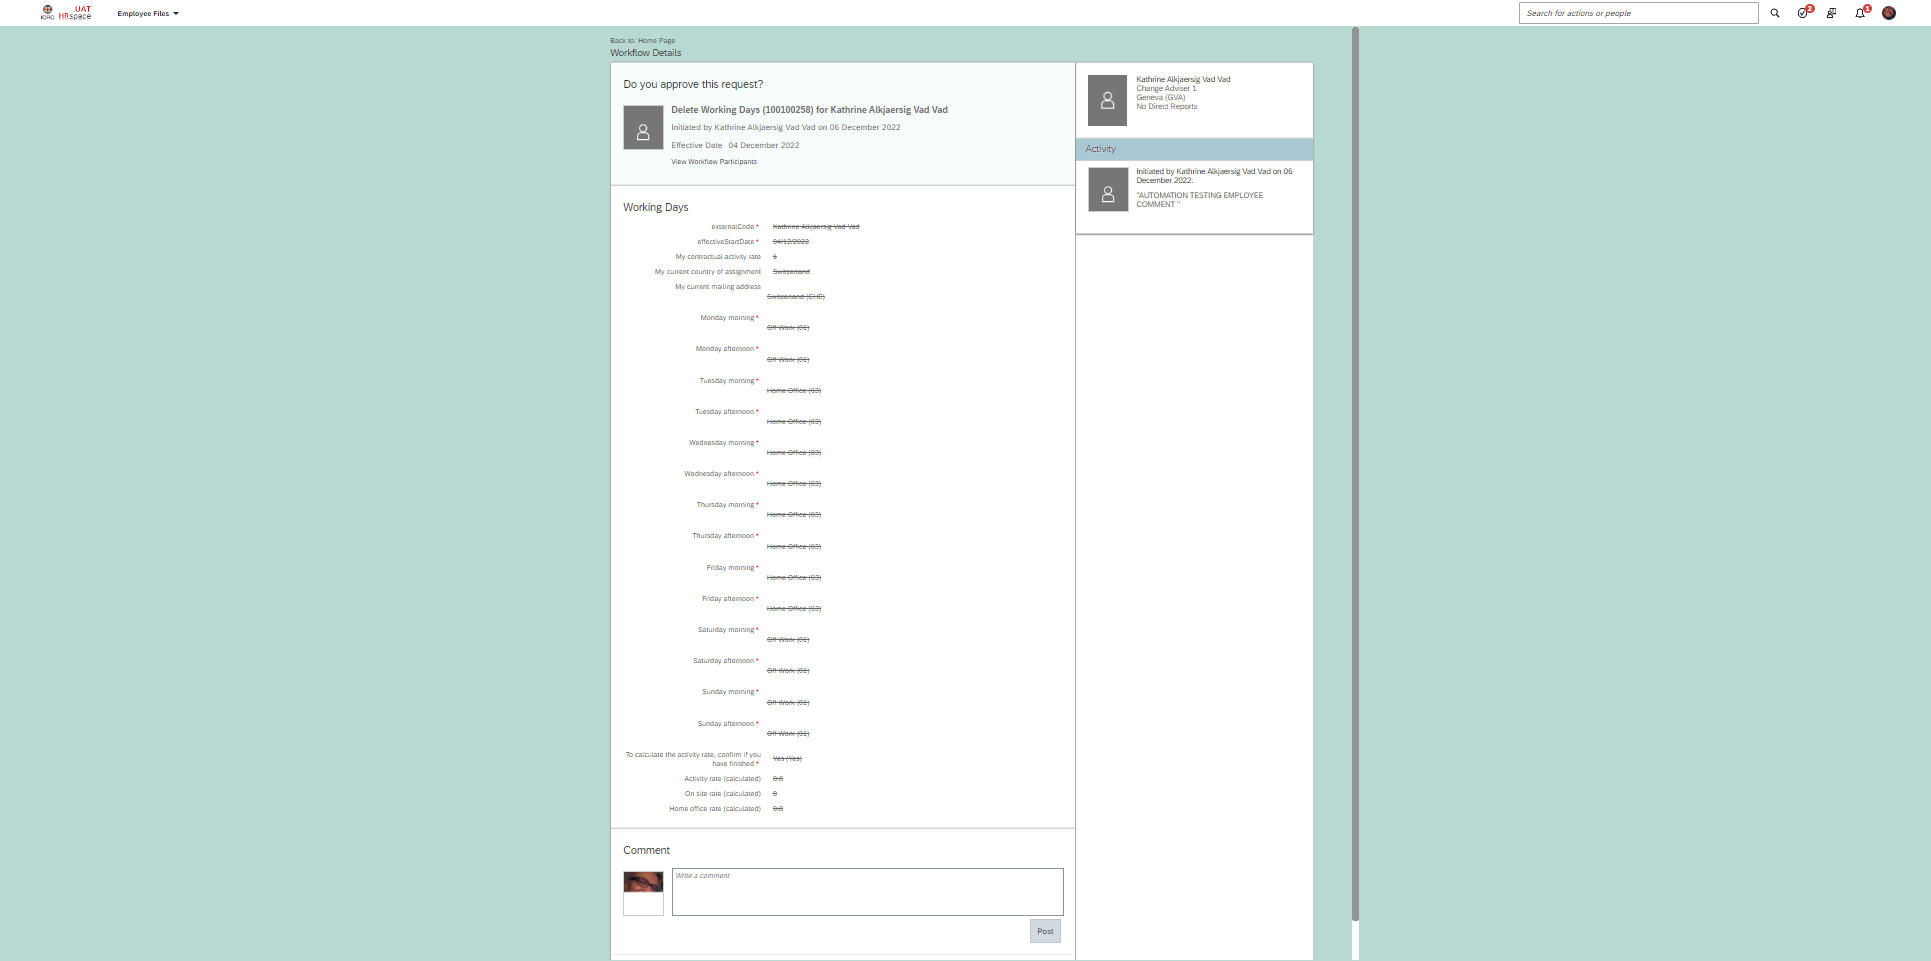 ICRC
UAT
HRspace
Employee Files
Search for actions or people
2
1
Back to: Home Page
Workflow Details
Do you approve this request?
Delete Working Days (100100258) for Kathrine Alkjaersig Vad Vad
Initiated by Kathrine Alkjaersig Vad Vad on 06 December 2022
Effective Date 04 December 2022
View Workflow Participants
Working Days
externalCode * Kathrine Alkjaersig Vad Vad
effectiveStartDate * 04/12/2022
My contractual activity rate 1
My current country of assignment Switzerland
My current mailing address
Switzerland (CHE)
Monday morning *
Off Work (01)
Monday afternoon *
Off Work (01)
Tuesday morning *
Home Office (03)
Tuesday afternoon *
Home Office (03)
Wednesday morning *
Home Office (03)
Wednesday afternoon *
Home Office (03)
Thursday morning *
Home Office (03)
Thursday afternoon *
Home Office (03)
Friday morning *
Home Office (03)
Friday afternoon *
Home Office (03)
Saturday morning *
Off Work (01)
Saturday afternoon *
Off Work (01)
Sunday morning *
Off Work (01)
Sunday afternoon *
Off Work (01)
To calculate the activity rate, confirm if you
have finished * Yes (Yes)
Activity rate (calculated) 0.8
On site rate (calculated) 0
Home office rate (calculated) 0.8
Comment
Write a comment
Post
Kathrine Alkjaersig Vad Vad
Change Adviser 1
Geneva (GVA)
No Direct Reports
Activity
Initiated by Kathrine Alkjaersig Vad Vad on 06
December 2022.
"AUTOMATION TESTING EMPLOYEE
COMMENT "